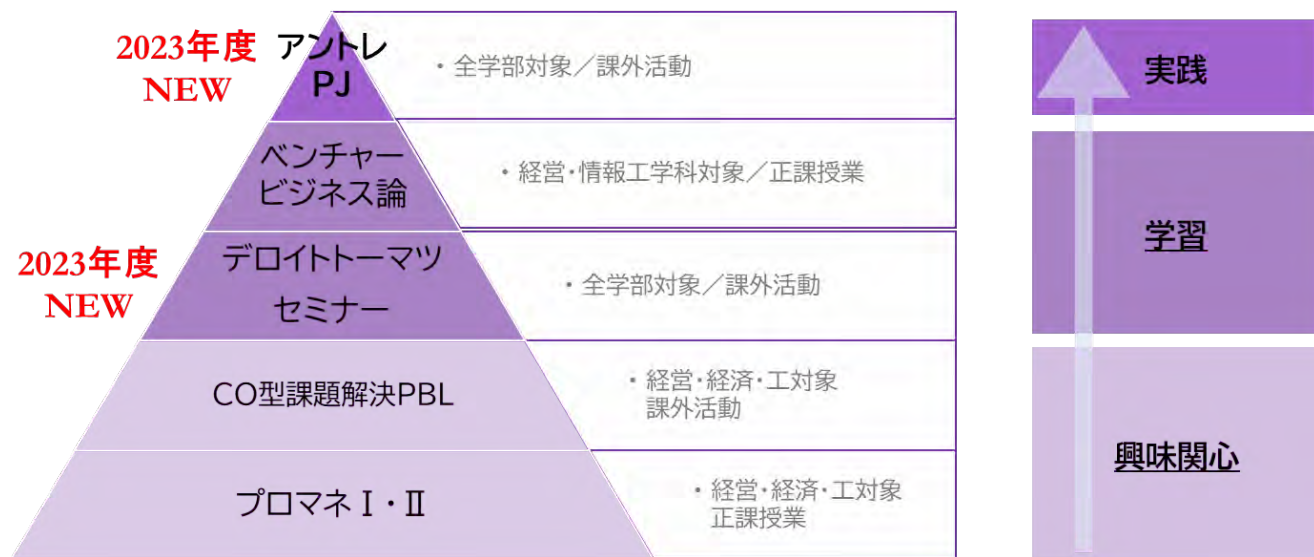 2023年度
NEW
アントレ
PJ
・全学部対象／課外活動
ベンチャー
ビジネス論
・経営・情報工学科対象／正課授業
2023年度
NEW
デロイトトーマツ
セミナー
・全学部対象／課外活動
CO型課題解決PBL
・経営・経済・工対象
課外活動
プロマネⅠ・Ⅱ
・経営・経済・工対象
正課授業
実践
学習
興味関心